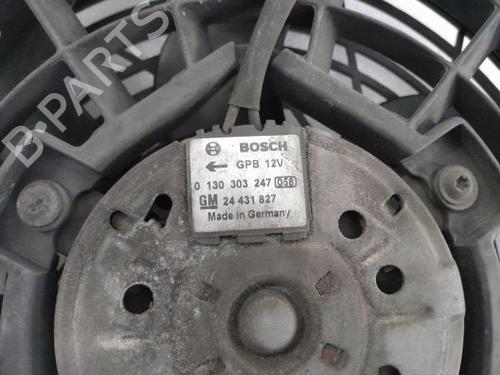 B-PARTS
BOSCH
← GPB 12V
0 130 303 247 058
GM 24 431 827
Made in Germany